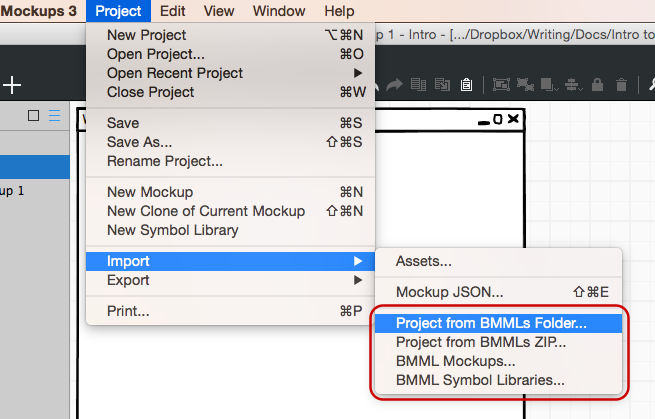 Mockups 3 Project Edit View Window Help
p 1 - Intro - [.../Dropbox/Writing/Docs/Intro to
New Project ⌥⌘N
Open Project... ⌘O
Open Recent Project ▶
Close Project ⌘W
Save ⌘S
Save As... ⇧⌘S
Rename Project...
up 1
New Mockup ⌘N
New Clone of Current Mockup ⇧⌘N
New Symbol Library
Import ▶
Export ▶
Print... ⌘P
Assets...
Mockup JSON... ⇧⌘E
Project from BMMLs Folder...
Project from BMMLs ZIP...
BMML Mockups...
BMML Symbol Libraries...